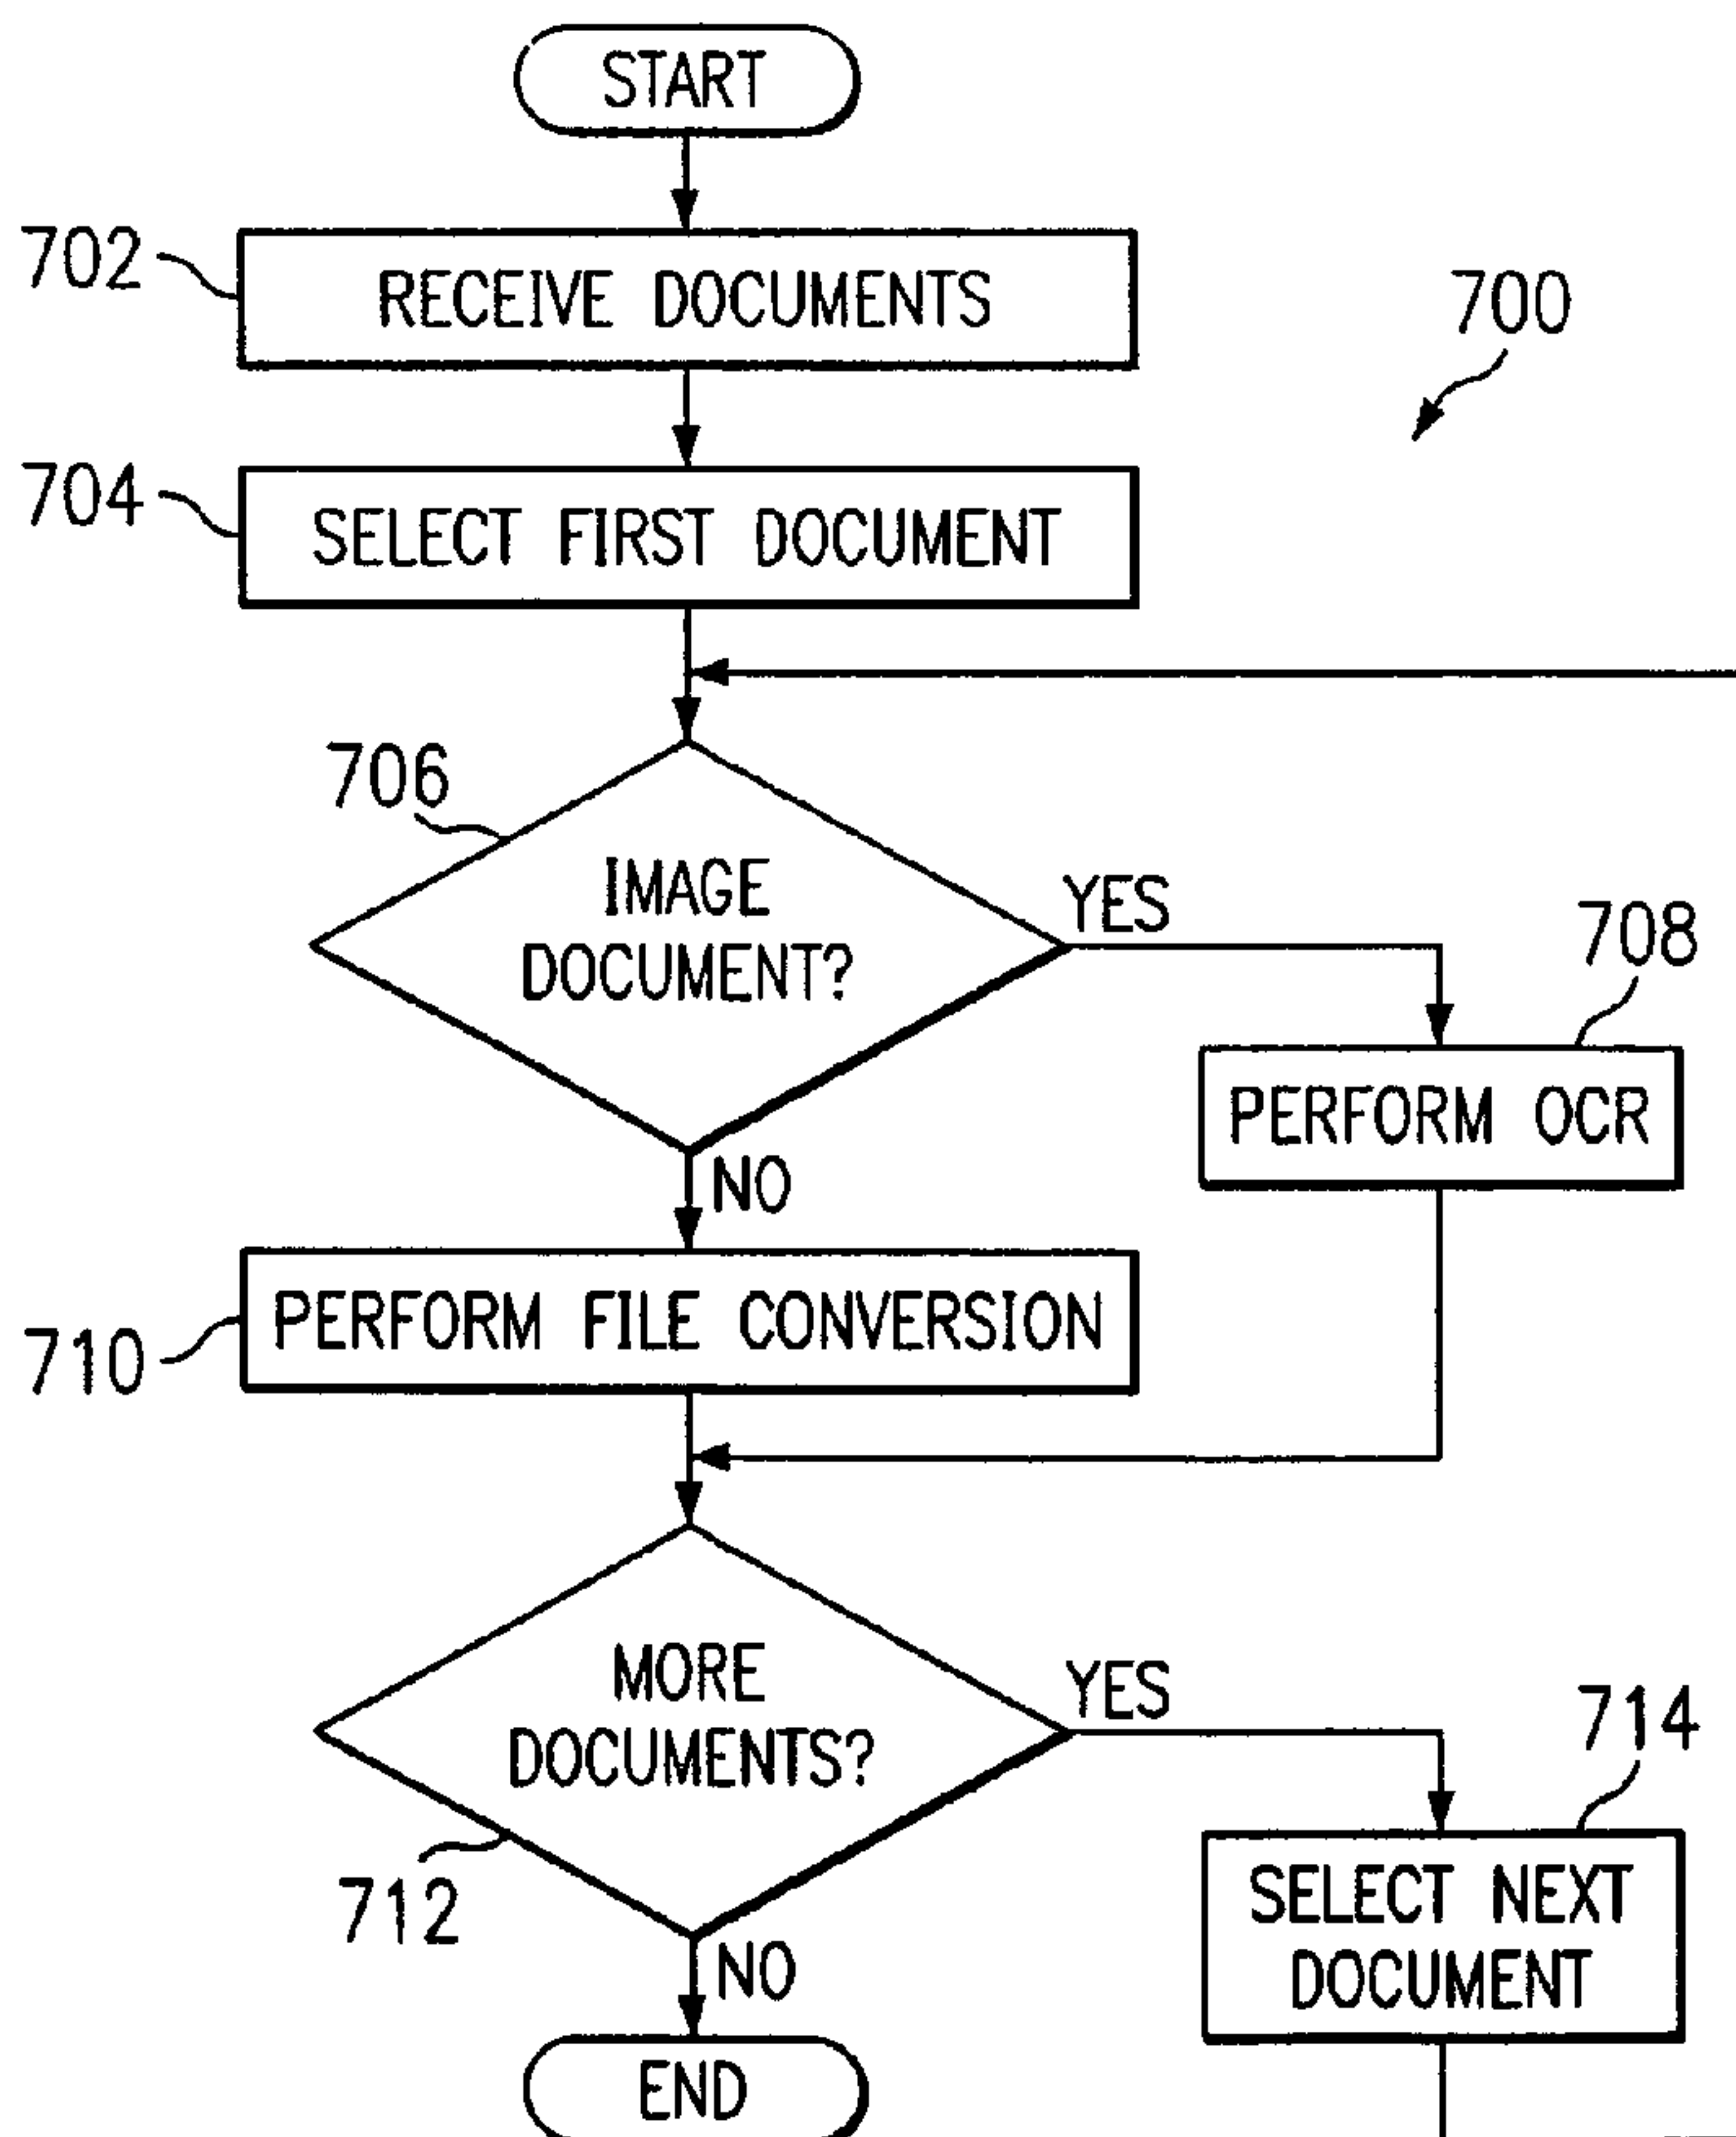 START
702
RECEIVE DOCUMENTS
700
704
SELECT FIRST DOCUMENT
706
IMAGE
DOCUMENT?
YES
708
PERFORM OCR
NO
710
PERFORM FILE CONVERSION
MORE
DOCUMENTS?
YES
714
712
SELECT NEXT
DOCUMENT
NO
END